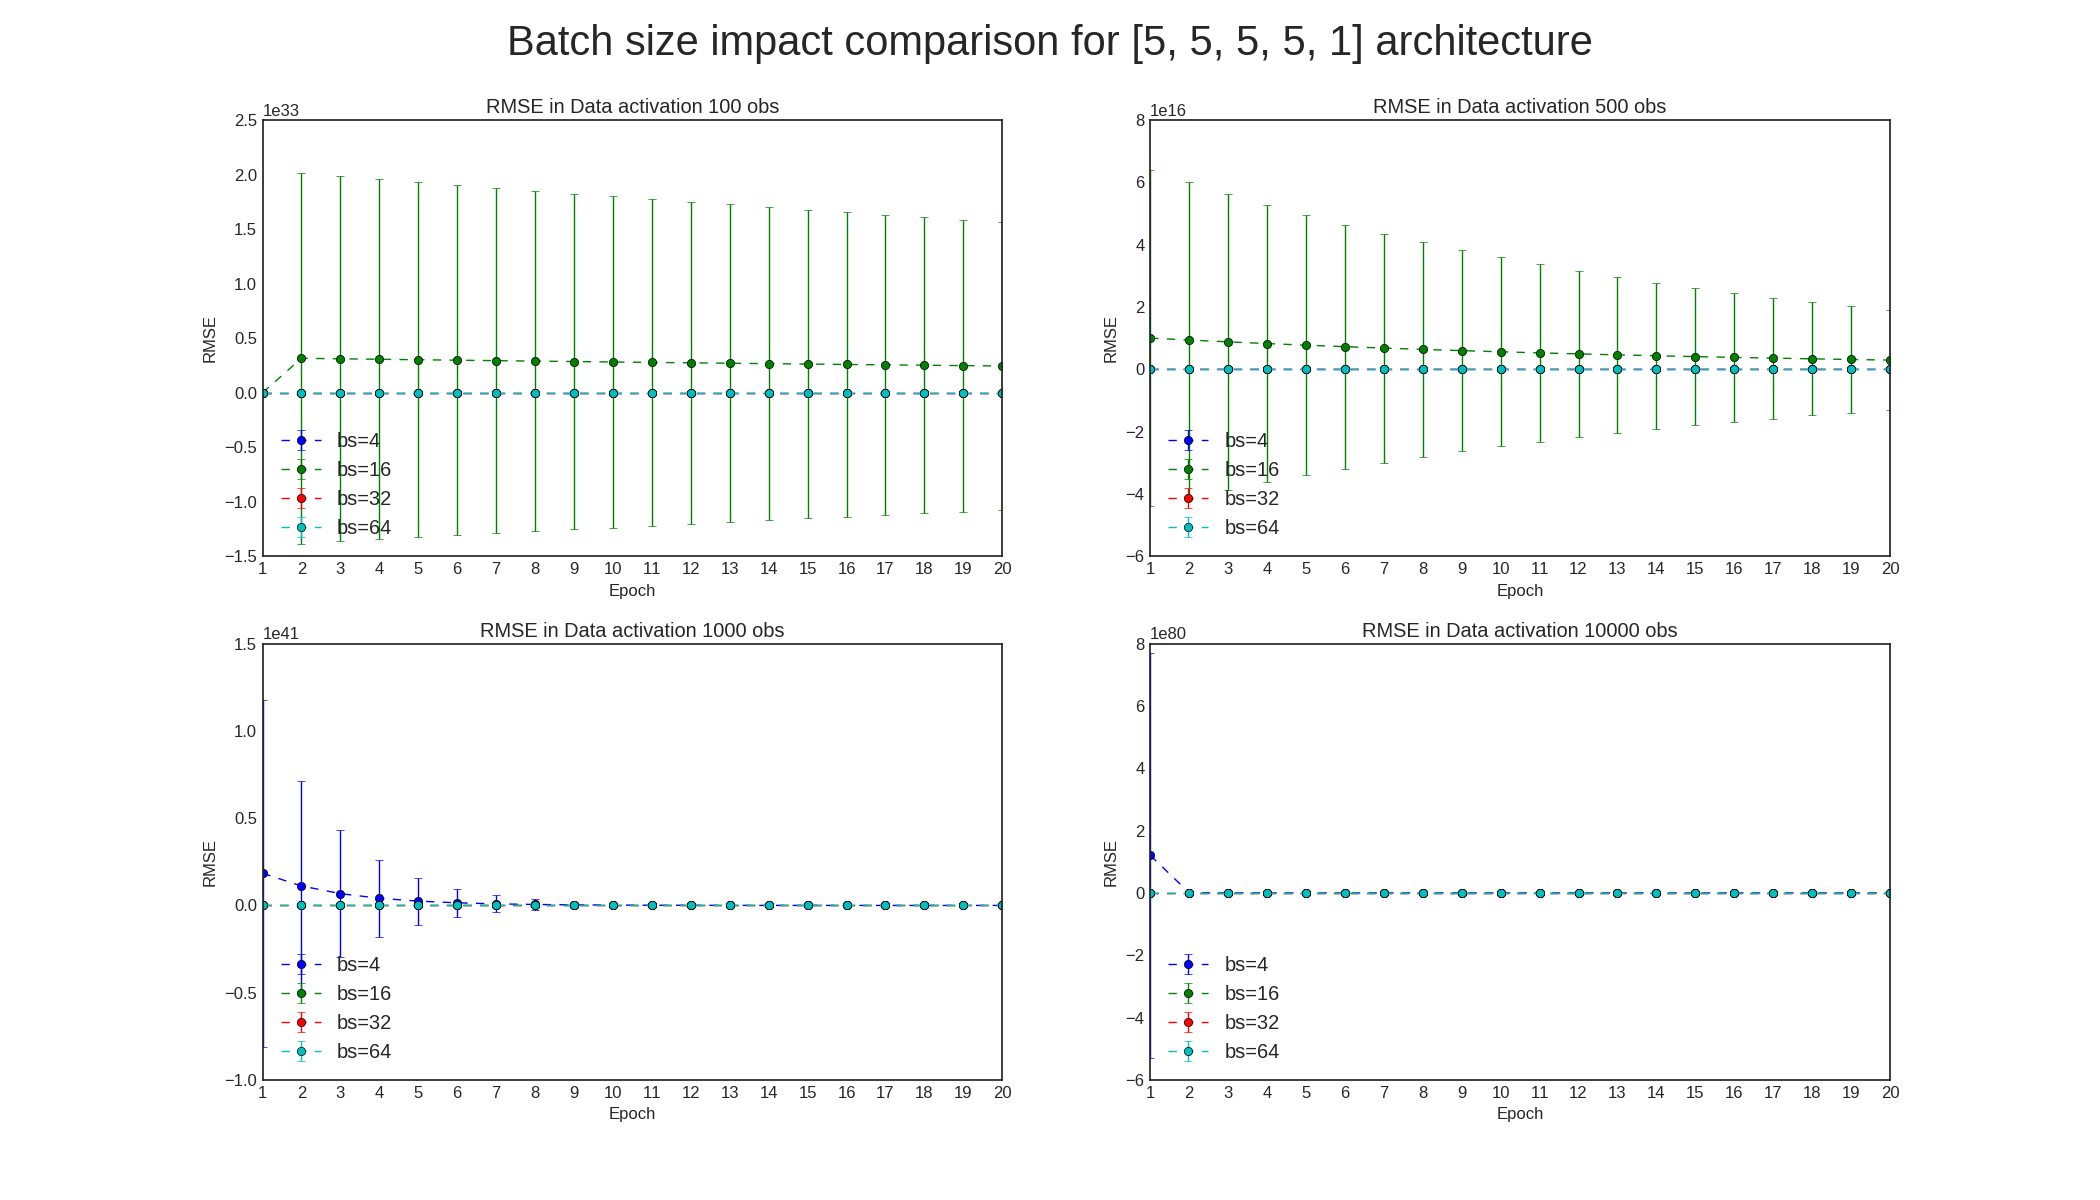 Batch size impact comparison for [5, 5, 5, 5, 1] architecture
RMSE in Data activation 100 obs
1e33
2.5
2.0
1.5
1.0
0.5
0.0
−0.5
−1.0
−1.5
RMSE
bs=4
bs=16
bs=32
bs=64
1 2 3 4 5 6 7 8 9 10 11 12 13 14 15 16 17 18 19 20
Epoch
RMSE in Data activation 500 obs
1e16
8
6
4
2
0
−2
−4
−6
RMSE
bs=4
bs=16
bs=32
bs=64
1 2 3 4 5 6 7 8 9 10 11 12 13 14 15 16 17 18 19 20
Epoch
RMSE in Data activation 1000 obs
1e41
1.5
1.0
0.5
0.0
−0.5
−1.0
RMSE
bs=4
bs=16
bs=32
bs=64
1 2 3 4 5 6 7 8 9 10 11 12 13 14 15 16 17 18 19 20
Epoch
RMSE in Data activation 10000 obs
1e80
8
6
4
2
0
−2
−4
−6
RMSE
bs=4
bs=16
bs=32
bs=64
1 2 3 4 5 6 7 8 9 10 11 12 13 14 15 16 17 18 19 20
Epoch